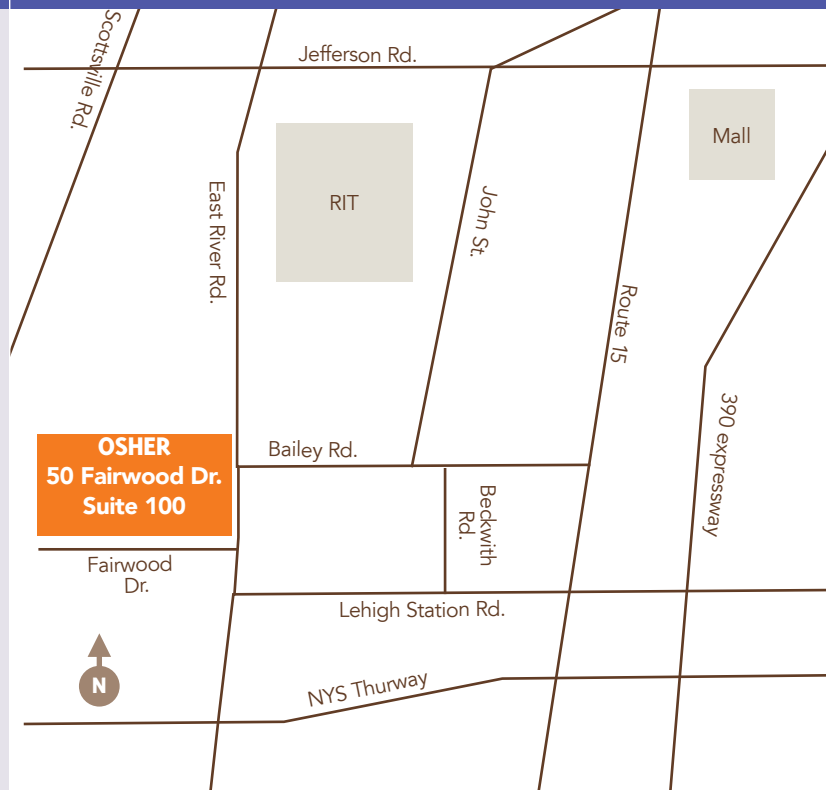 Scottsville Rd.
Jefferson Rd.
Mall
RIT
East River Rd.
John St.
Route 15
390 expressway
OSHER
50 Fairwood Dr.
Suite 100
Bailey Rd.
Beckwith
Rd.
Fairwood
Dr.
Lehigh Station Rd.
N
NYS Thurway